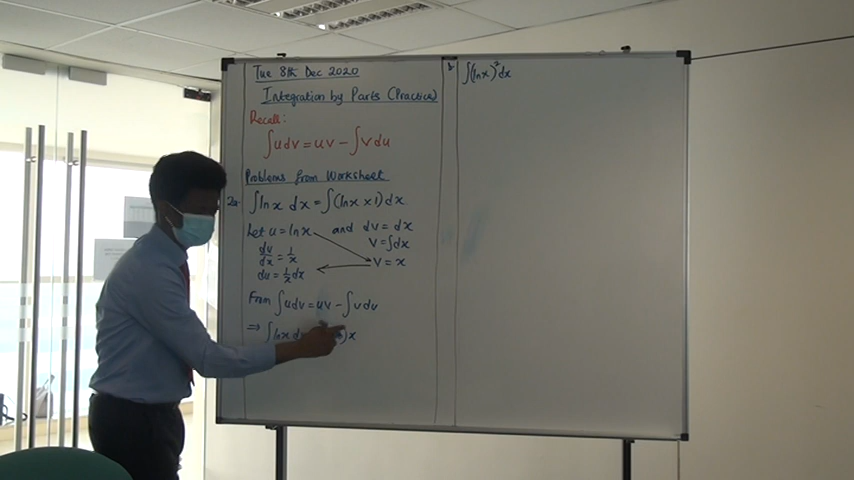 Tue 8th Dec 2020
Integration by Parts (Practice)
Recall:
∫udv = uv − ∫vdu
Problems from Worksheet
2a. ∫ln x dx = ∫(ln x × 1) dx
Let u = ln x and dv = dx
du/dx = 1/x v = ∫dx
du = 1/x dx v = x
From ∫udv = uv − ∫vdu
⇒ ∫ln x dx )x
b. ∫(ln x)² dx